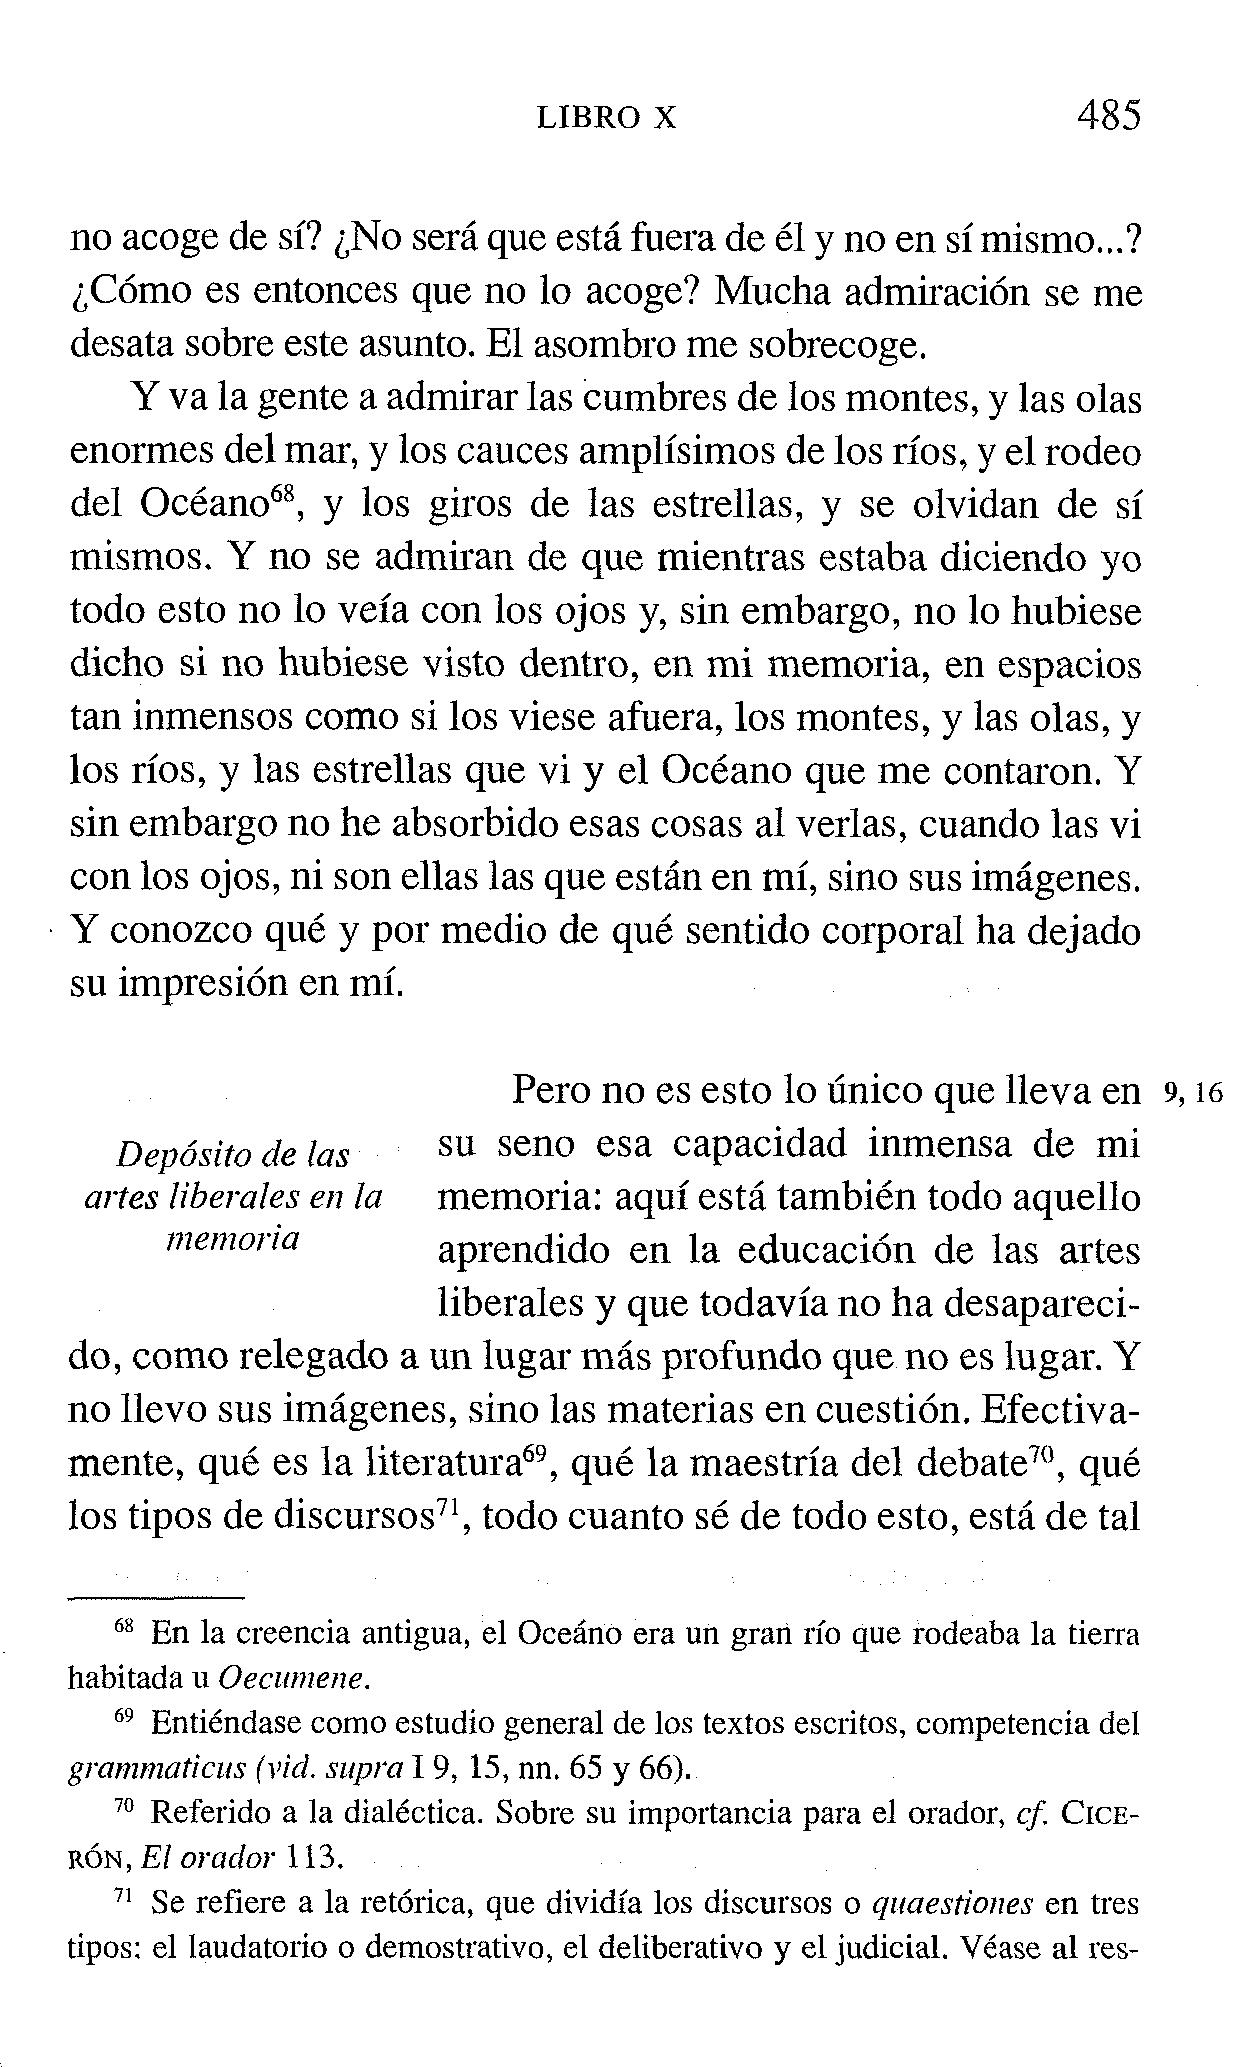 LIBRO X 485
no acoge de sí? ¿No será que está fuera de él y no en sí mismo...?
¿Cómo es entonces que no lo acoge? Mucha admiración se me
desata sobre este asunto. El asombro me sobrecoge.
Y va la gente a admirar las cumbres de los montes, y las olas
enormes del mar, y los cauces amplísimos de los ríos, y el rodeo
del Océano⁶⁸, y los giros de las estrellas, y se olvidan de sí
mismos. Y no se admiran de que mientras estaba diciendo yo
todo esto no lo veía con los ojos y, sin embargo, no lo hubiese
dicho si no hubiese visto dentro, en mi memoria, en espacios
tan inmensos como si los viese afuera, los montes, y las olas, y
los ríos, y las estrellas que vi y el Océano que me contaron. Y
sin embargo no he absorbido esas cosas al verlas, cuando las vi
con los ojos, ni son ellas las que están en mí, sino sus imágenes.
Y conozco qué y por medio de qué sentido corporal ha dejado
su impresión en mí.
Depósito de las
artes liberales en la
memoria
Pero no es esto lo único que lleva en 9, 16
su seno esa capacidad inmensa de mi
memoria: aquí está también todo aquello
aprendido en la educación de las artes
liberales y que todavía no ha desapareci-
do, como relegado a un lugar más profundo que no es lugar. Y
no llevo sus imágenes, sino las materias en cuestión. Efectiva-
mente, qué es la literatura⁶⁹, qué la maestría del debate⁷⁰, qué
los tipos de discursos⁷¹, todo cuanto sé de todo esto, está de tal
⁶⁸ En la creencia antigua, el Oceáno era un gran río que rodeaba la tierra
habitada u Oecumene.
⁶⁹ Entiéndase como estudio general de los textos escritos, competencia del
grammaticus (vid. supra I 9, 15, nn. 65 y 66).
⁷⁰ Referido a la dialéctica. Sobre su importancia para el orador, cf. CICE-
RÓN, El orador 113.
⁷¹ Se refiere a la retórica, que dividía los discursos o quaestiones en tres
tipos: el laudatorio o demostrativo, el deliberativo y el judicial. Véase al res-